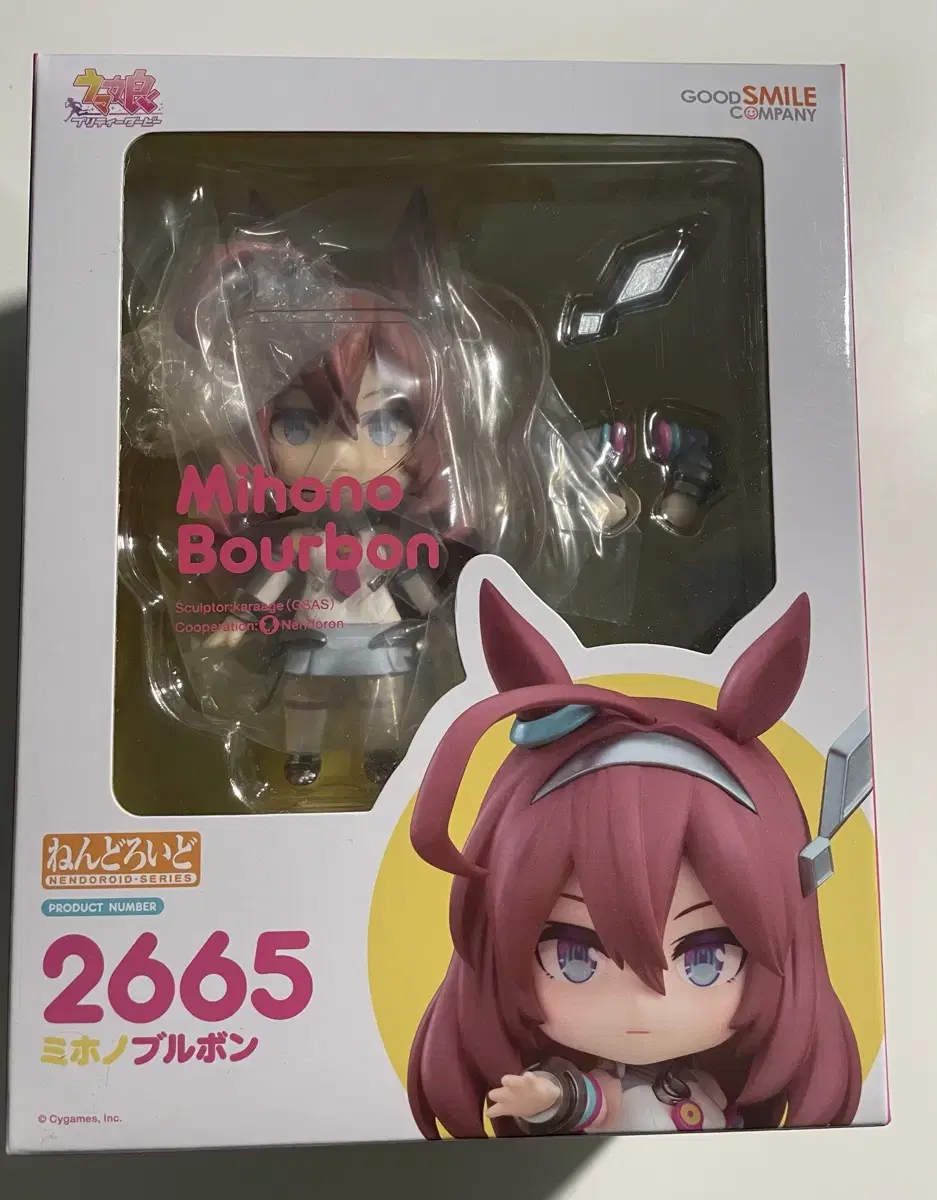 ウマ娘
プリティーダービー
GOOD SMILE
COMPANY
Mihono
Bourbon
Sculptor:karaage(GSAS)
Cooperation: Nendoron
ねんどろいど
NENDOROID-SERIES
PRODUCT NUMBER
2665
ミホノブルボン
© Cygames, Inc.